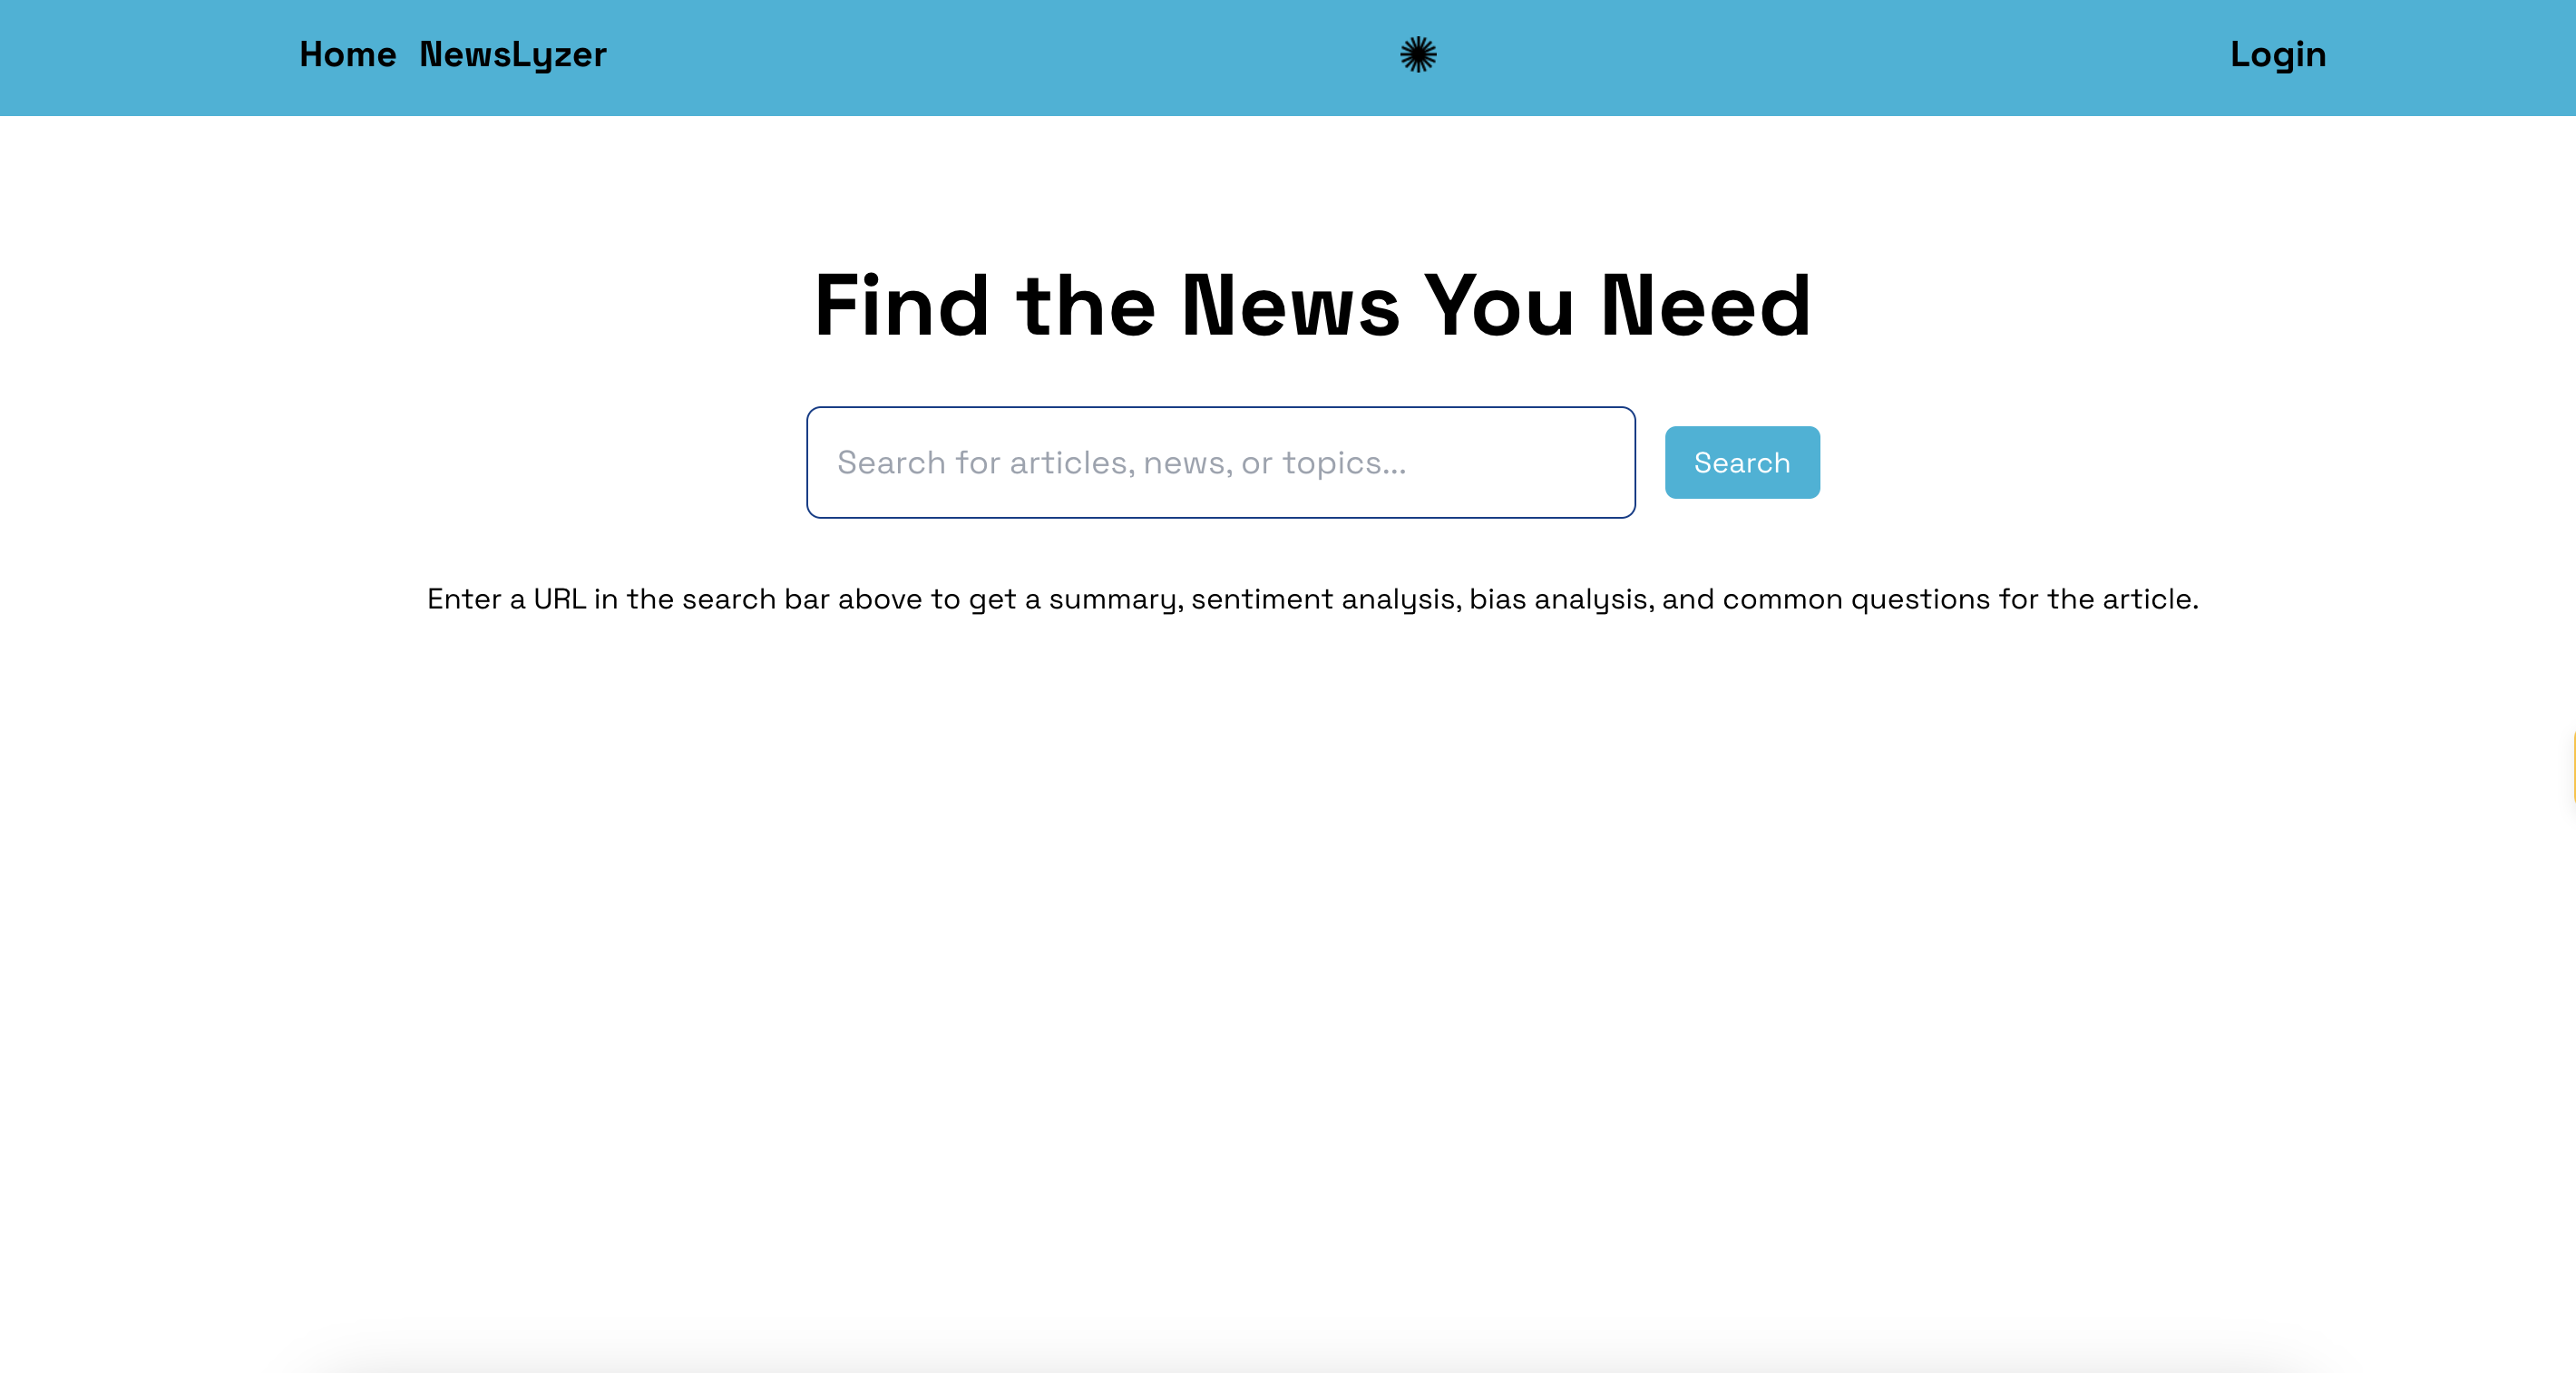 Home NewsLyzer Login
Find the News You Need
Search for articles, news, or topics... Search
Enter a URL in the search bar above to get a summary, sentiment analysis, bias analysis, and common questions for the article.